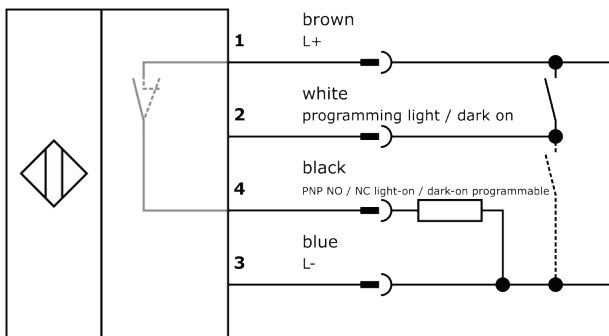 brown
1
L+
white
2
programming light / dark on
black
4
PNP NO / NC light-on / dark-on programmable
blue
3
L-